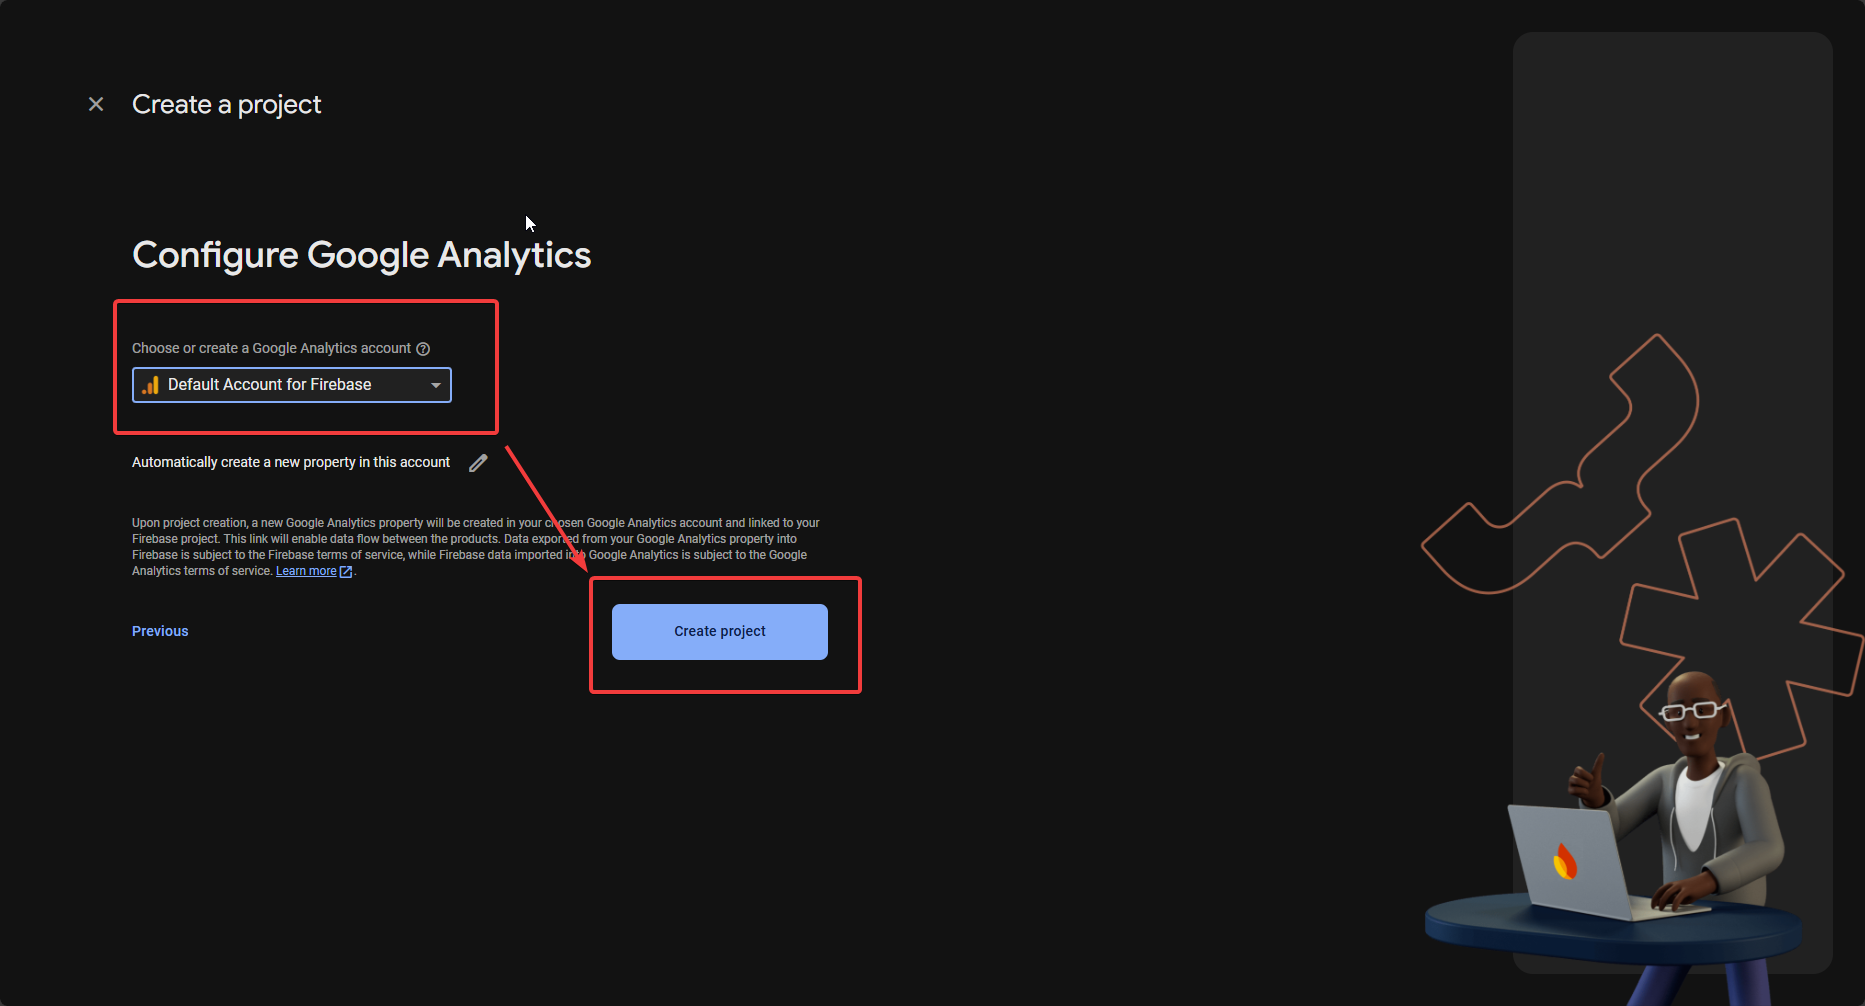 Create a project
Configure Google Analytics
Choose or create a Google Analytics account
Default Account for Firebase
Automatically create a new property in this account
Upon project creation, a new Google Analytics property will be created in your chosen Google Analytics account and linked to your
Firebase project. This link will enable data flow between the products. Data exported from your Google Analytics property into
Firebase is subject to the Firebase terms of service, while Firebase data imported into Google Analytics is subject to the Google
Analytics terms of service. Learn more.
Previous
Create project